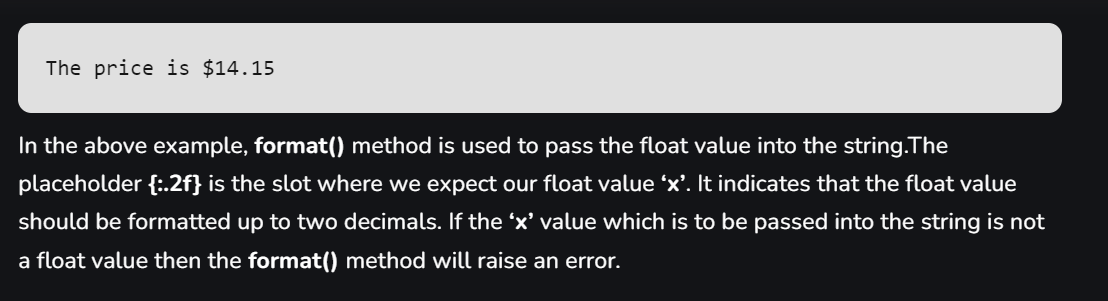 The price is $14.15
In the above example, format() method is used to pass the float value into the string.The
placeholder {:.2f} is the slot where we expect our float value ‘x’. It indicates that the float value
should be formatted up to two decimals. If the ‘x’ value which is to be passed into the string is not
a float value then the format() method will raise an error.